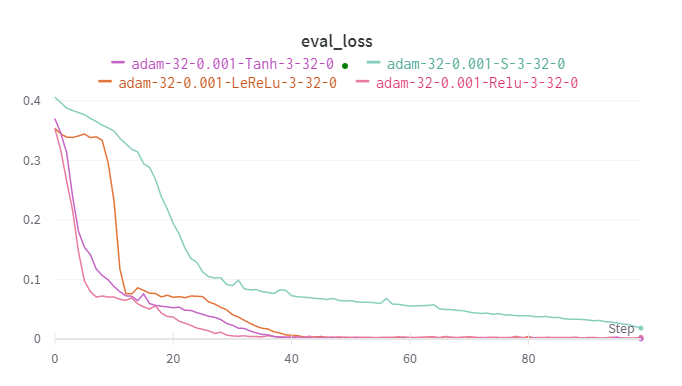 eval_loss
adam-32-0.001-Tanh-3-32-0 adam-32-0.001-S-3-32-0
adam-32-0.001-LeReLu-3-32-0 adam-32-0.001-Relu-3-32-0
0.4
0.3
0.2
0.1
Step
0
0 20 40 60 80